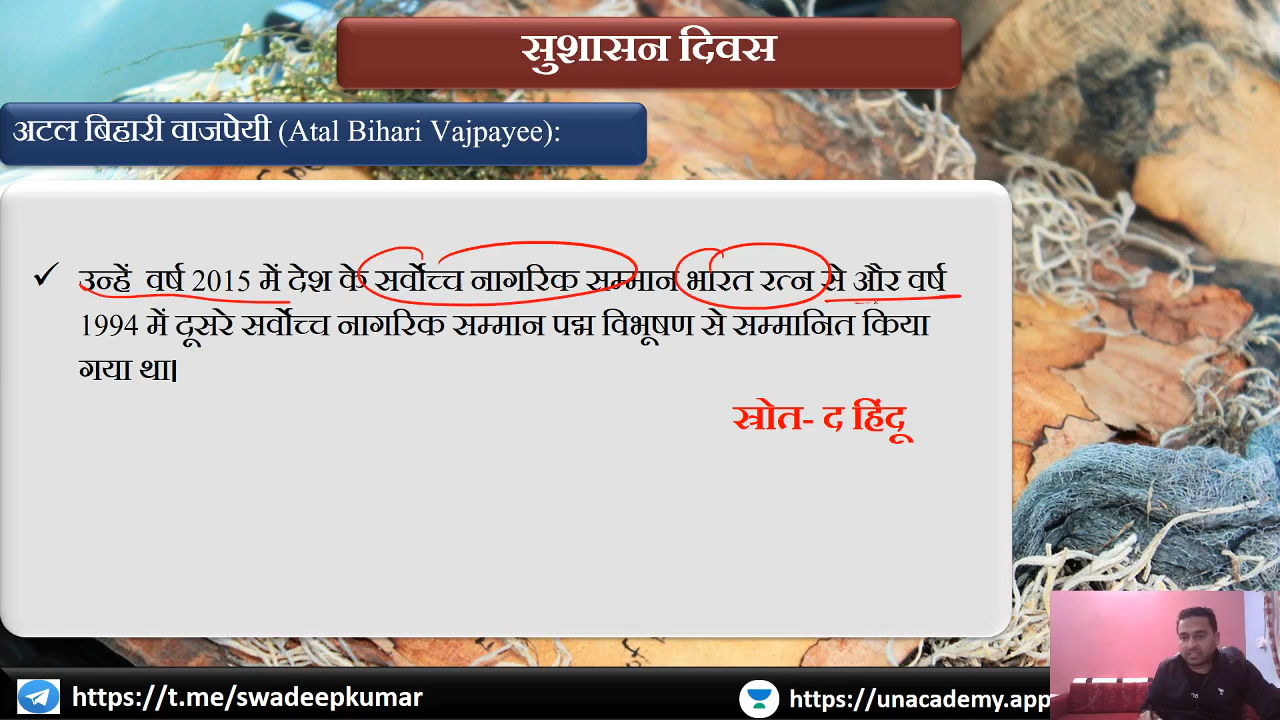 सुशासन दिवस
अटल बिहारी वाजपेयी (Atal Bihari Vajpayee):
उन्हें वर्ष 2015 में देश के सर्वोच्च नागरिक सम्मान भारत रत्न से और वर्ष
1994 में दूसरे सर्वोच्च नागरिक सम्मान पद्म विभूषण से सम्मानित किया
गया था।
स्रोत- द हिंदू
https://t.me/swadeepkumar
https://unacademy.app